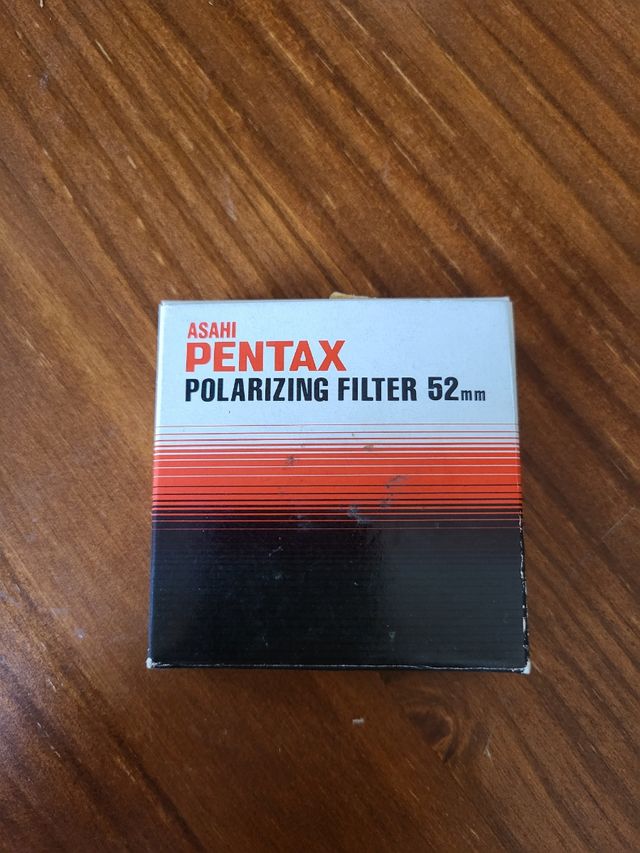 ASAHI
PENTAX
POLARIZING FILTER 52mm